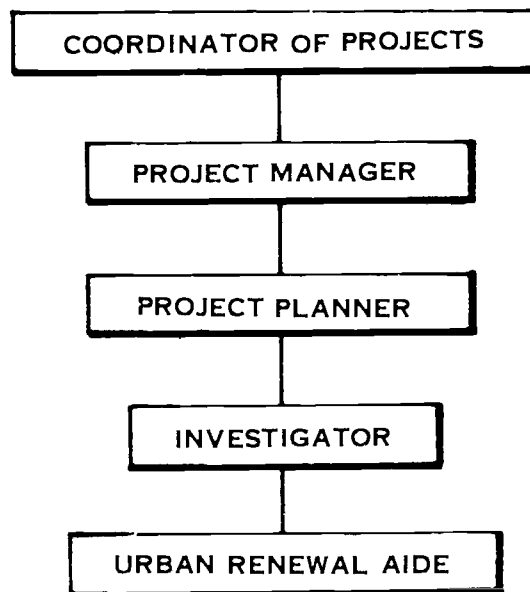 COORDINATOR OF PROJECTS
PROJECT MANAGER
PROJECT PLANNER
INVESTIGATOR
URBAN RENEWAL AIDE